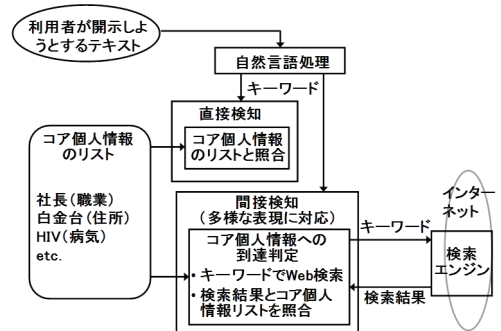 利用者が開示しよ
うとするテキスト
自然言語処理
キーワード
直接検知
コア個人情報
のリストと照合
コア個人情報
のリスト
社長(職業)
白金台(住所)
HIV(病気)
etc.
間接検知
(多様な表現に対応)
コア個人情報への
到達判定
・キーワードでWeb検索
・検索結果とコア個人
情報リストを照合
キーワード
検索結果
インター
ネット
検索
エンジン